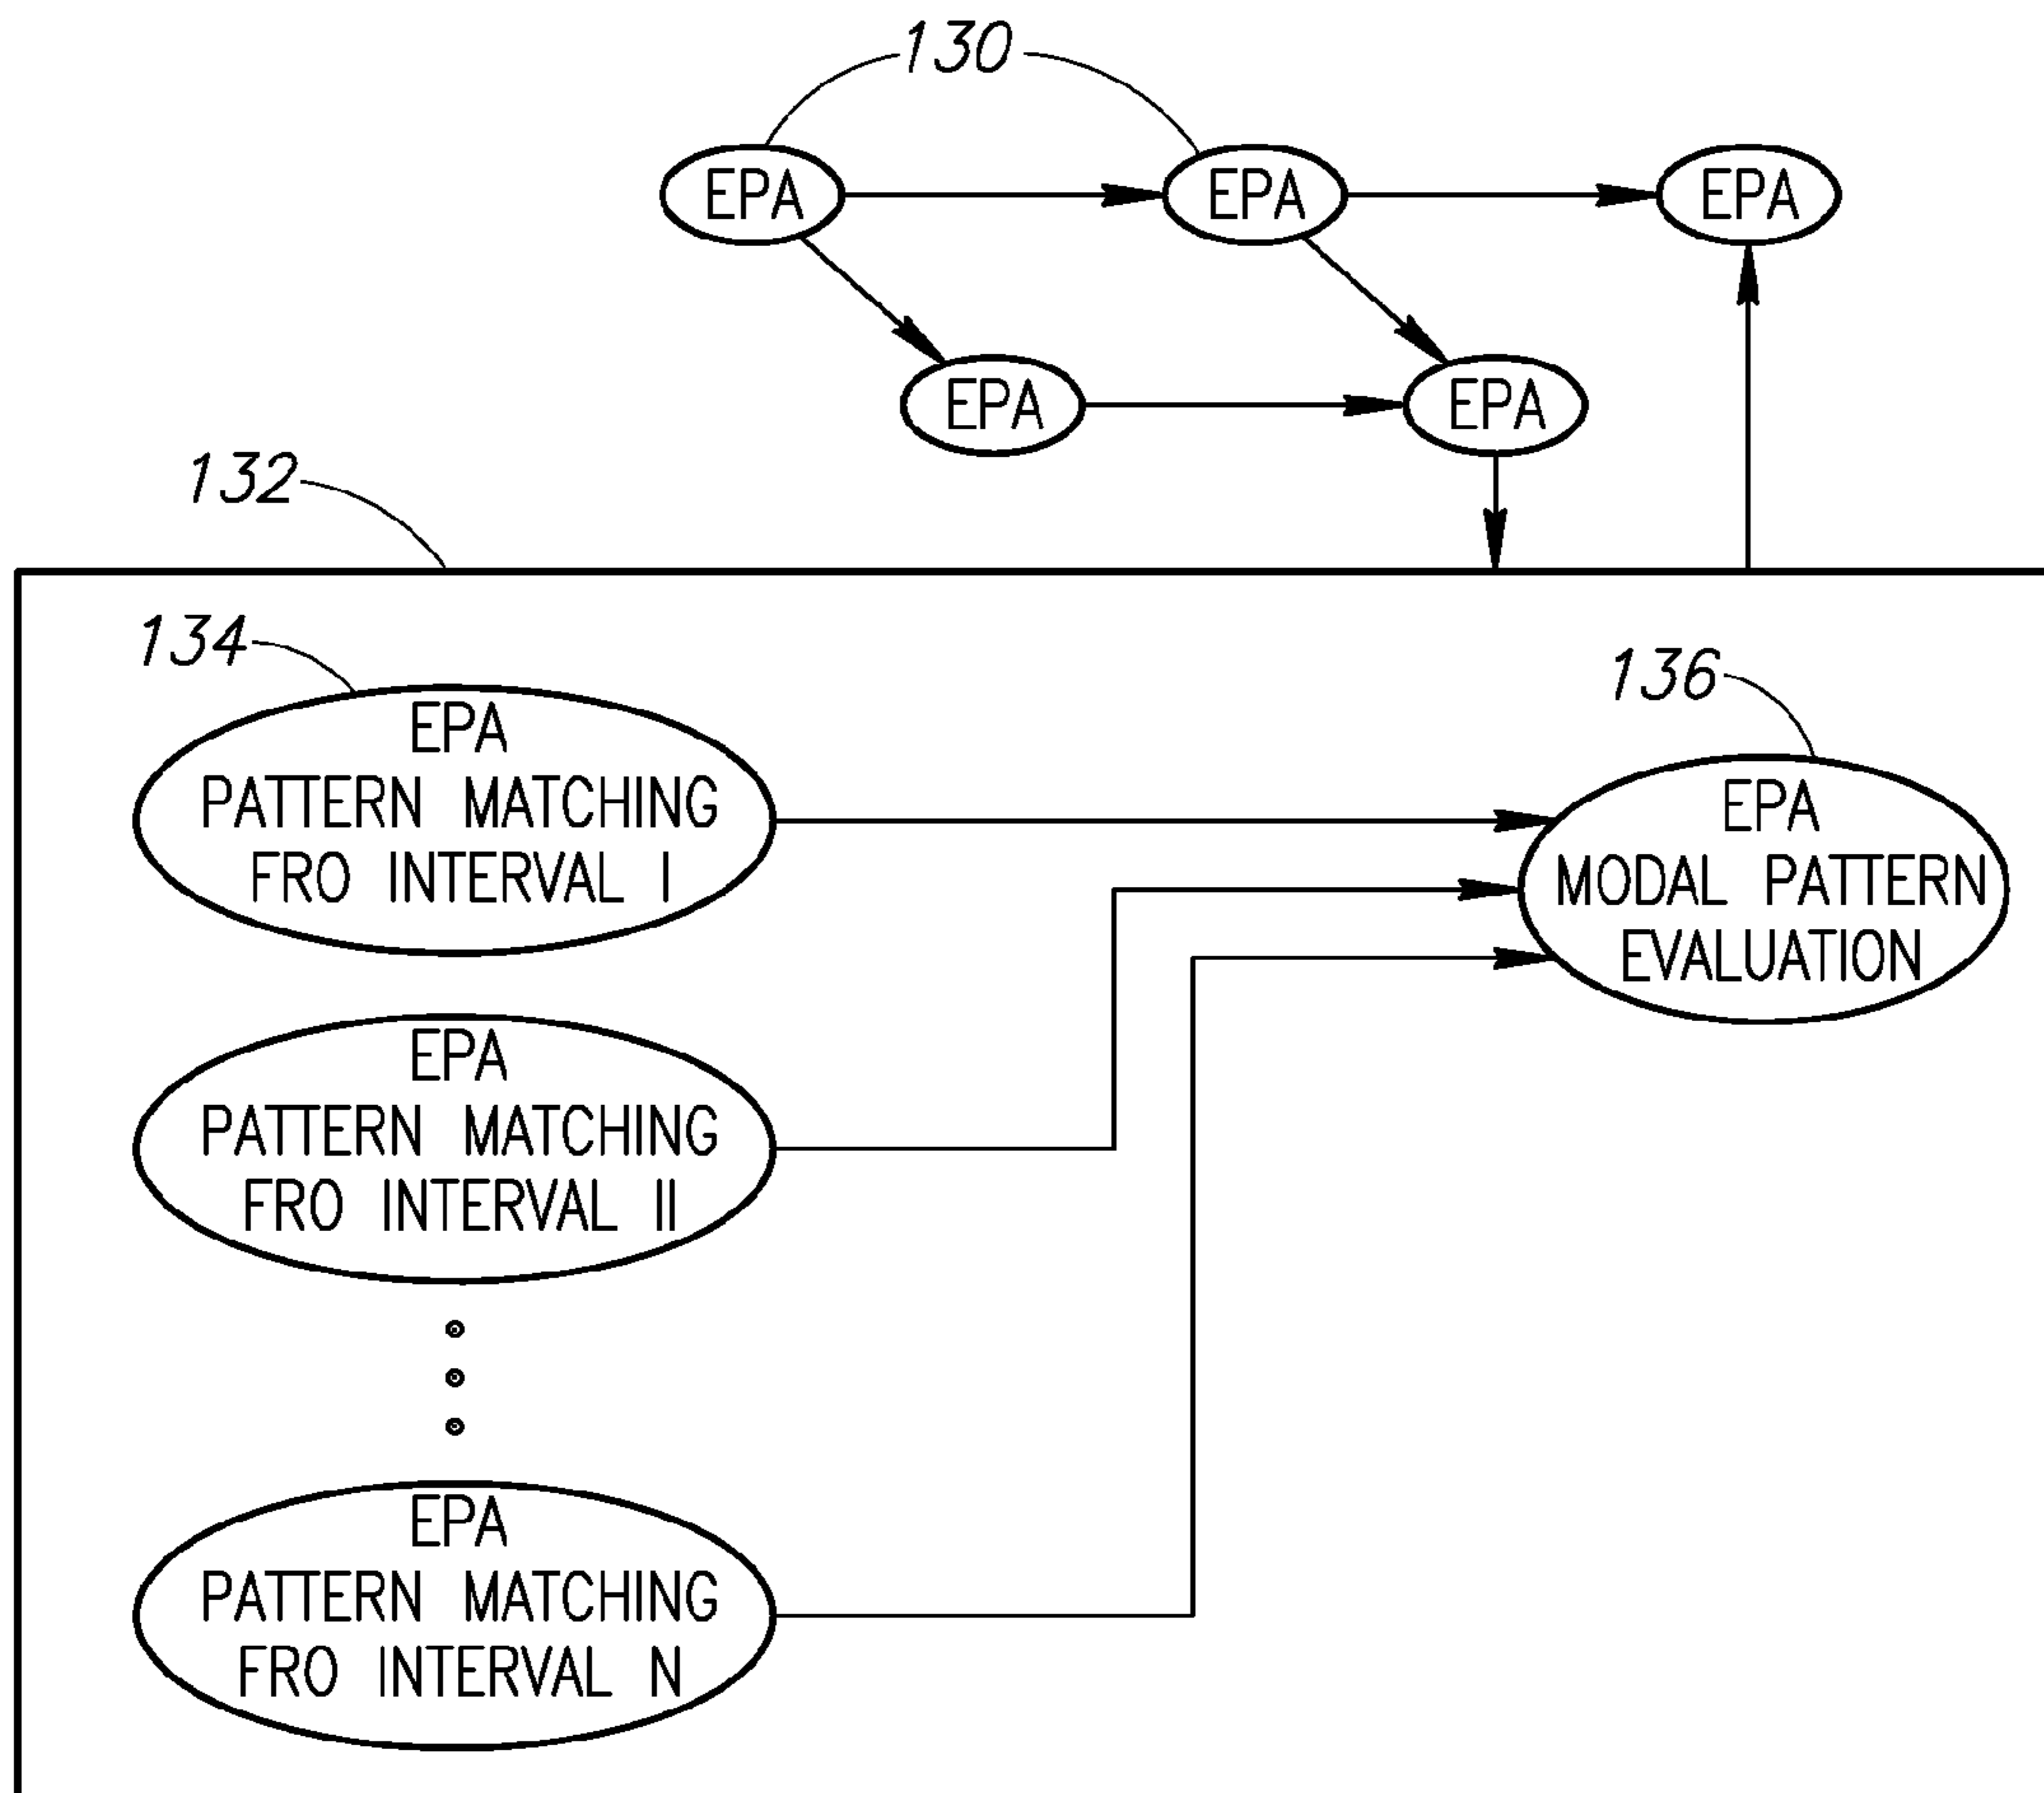 130
EPA EPA EPA
EPA EPA
132
134
136
EPA
PATTERN MATCHING
FRO INTERVAL I
EPA
MODAL PATTERN
EVALUATION
EPA
PATTERN MATCHING
FRO INTERVAL II
EPA
PATTERN MATCHING
FRO INTERVAL N